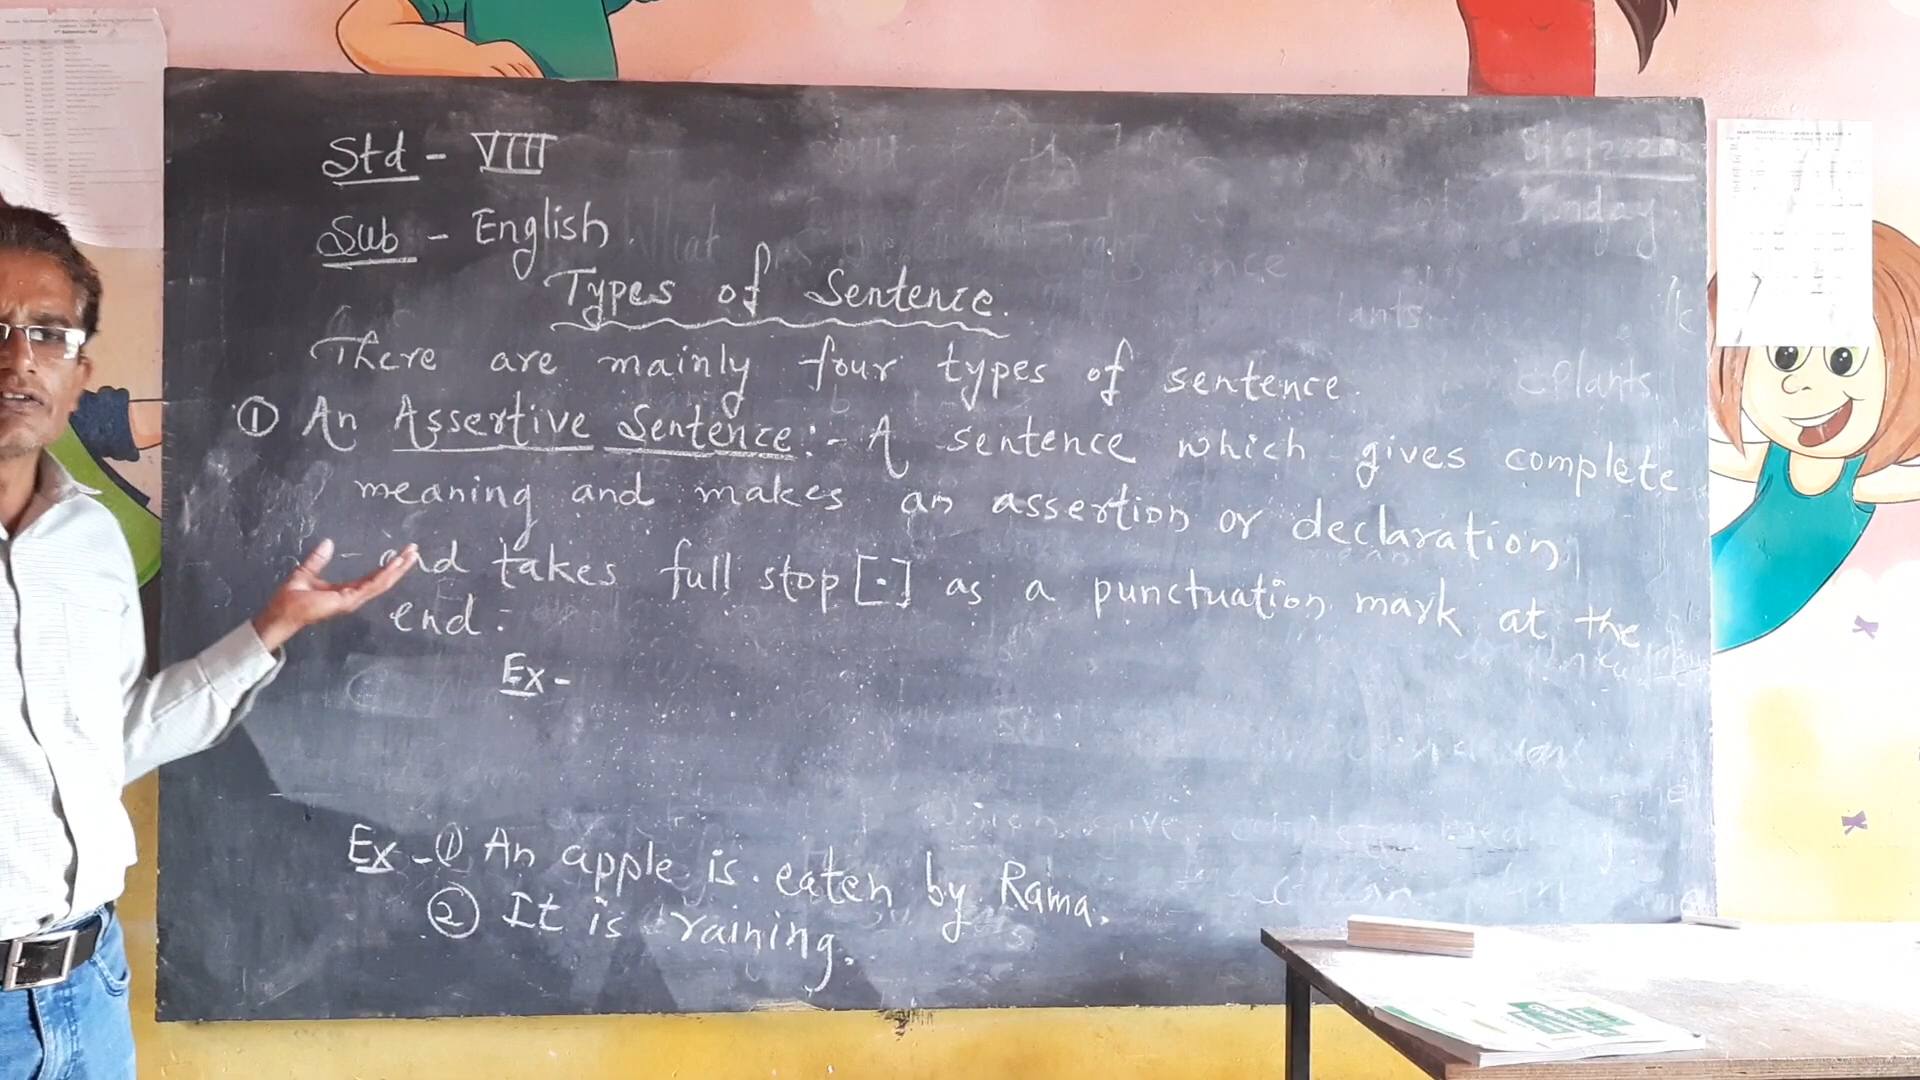 Std - VIII
Sub - English.
Types of Sentence.
There are mainly four types of sentence.
① An Assertive Sentence:- A sentence which gives complete
meaning and makes an assertion or declaration,
- and takes full stop [.] as a punctuation mark at the
end:
Ex-
Ex - ① An apple is eaten by Rama.
② It is raining.
Plants